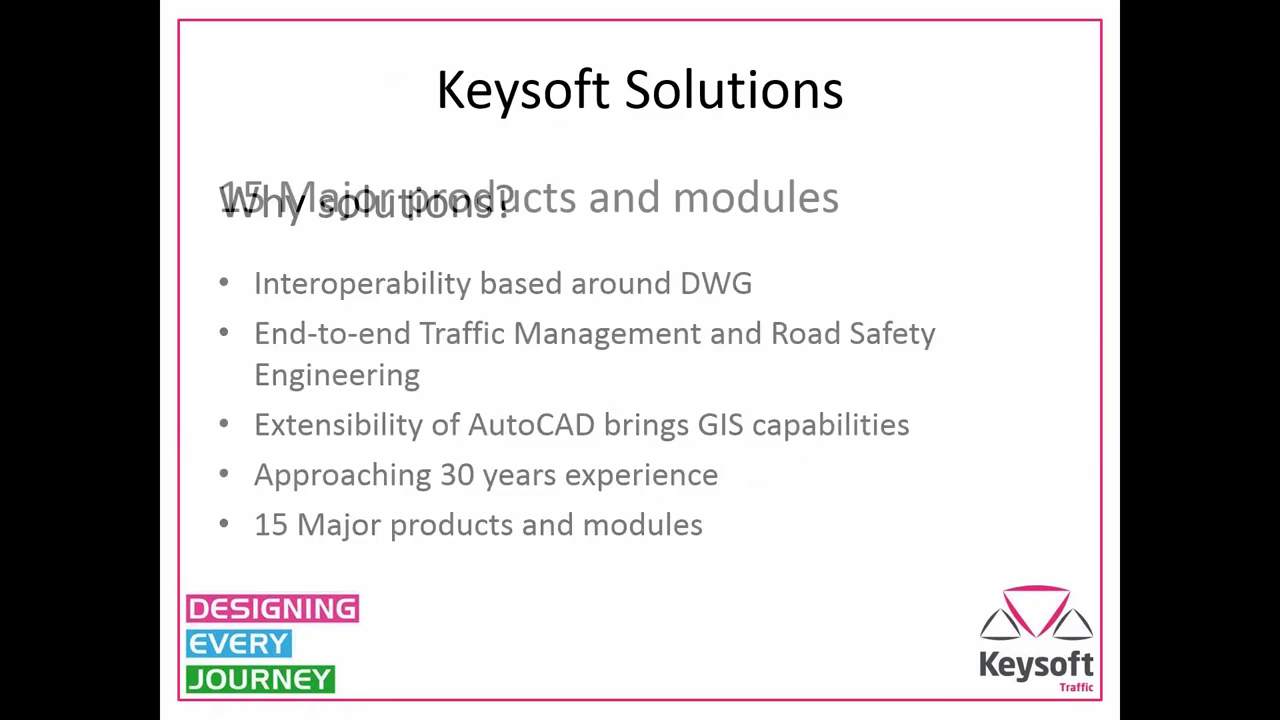 Keysoft Solutions
15 Major products and modules
Why solutions?
• Interoperability based around DWG
• End-to-end Traffic Management and Road Safety
Engineering
• Extensibility of AutoCAD brings GIS capabilities
• Approaching 30 years experience
• 15 Major products and modules
DESIGNING
EVERY
JOURNEY
Keysoft
Traffic